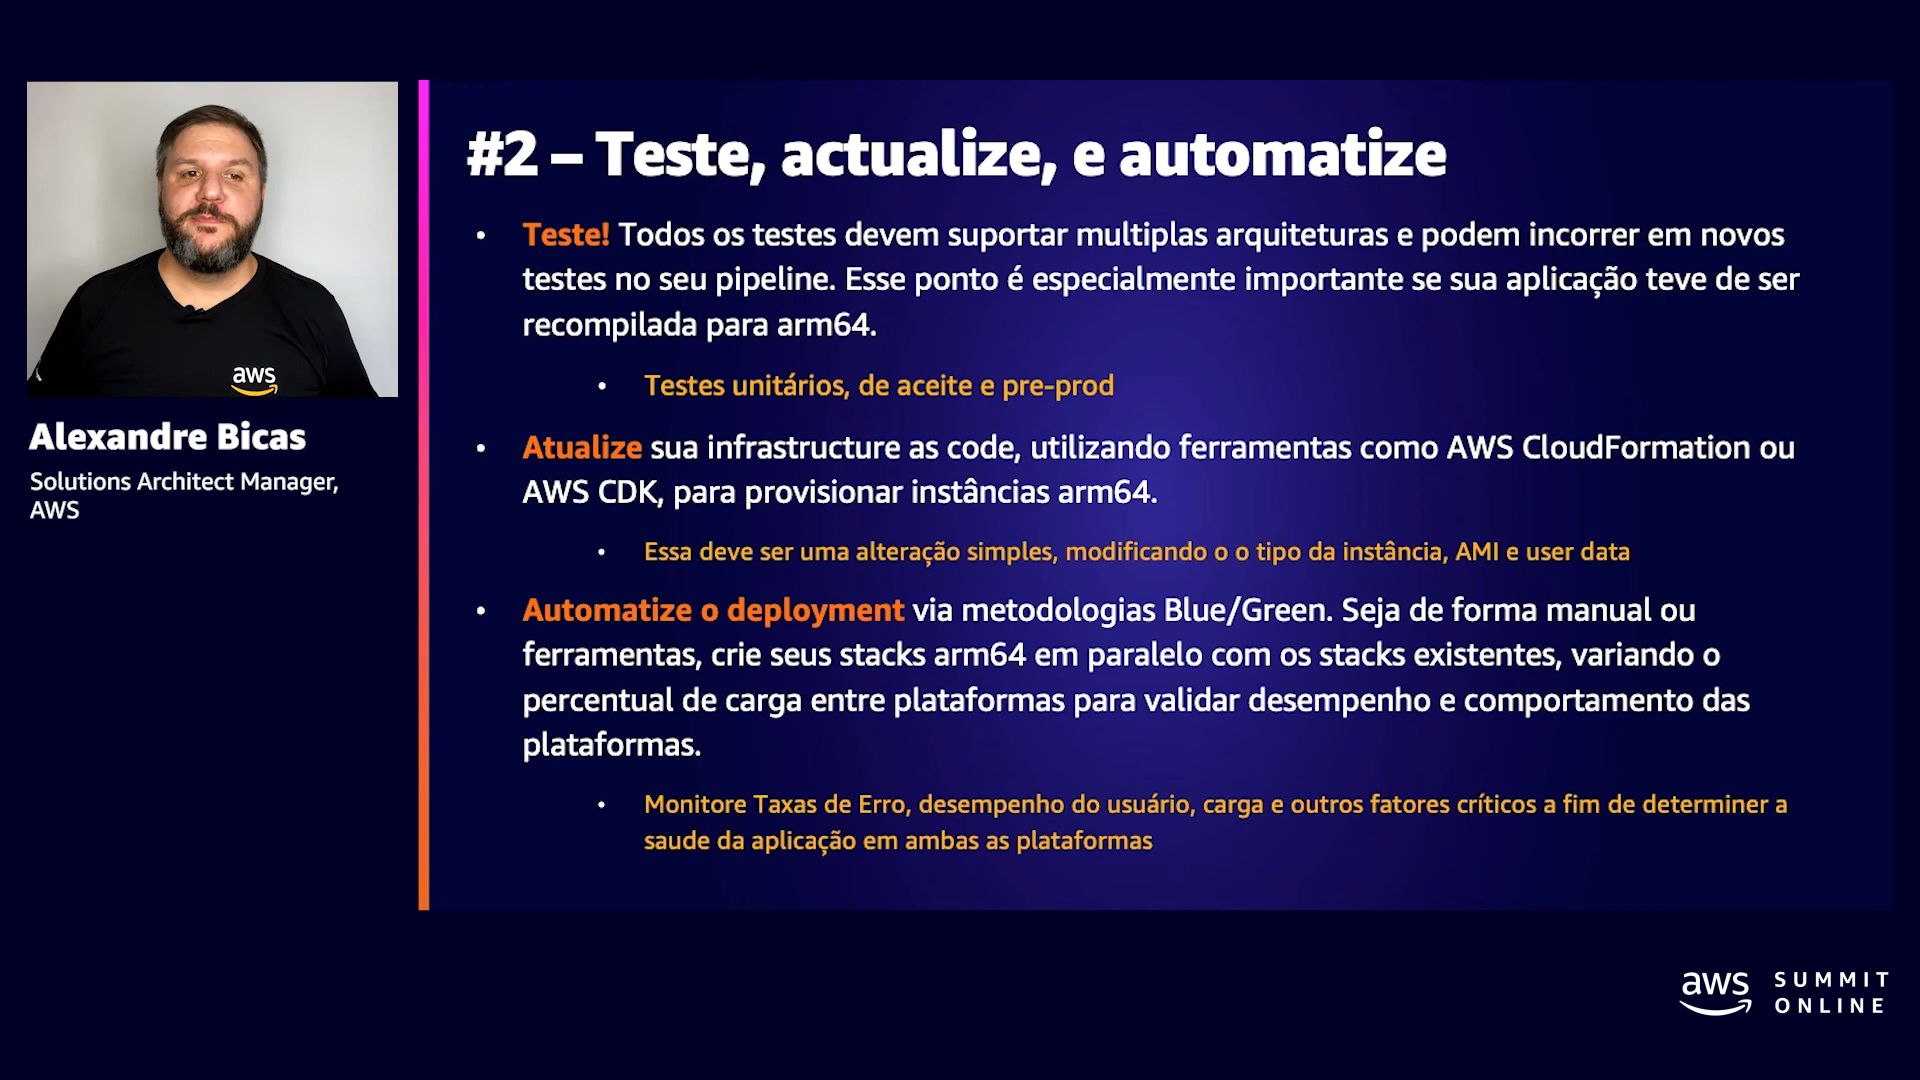 aws
Alexandre Bicas
Solutions Architect Manager,
AWS
#2 – Teste, actualize, e automatize
• Teste! Todos os testes devem suportar multiplas arquiteturas e podem incorrer em novos
testes no seu pipeline. Esse ponto é especialmente importante se sua aplicação teve de ser
recompilada para arm64.
• Testes unitários, de aceite e pre-prod
• Atualize sua infrastructure as code, utilizando ferramentas como AWS CloudFormation ou
AWS CDK, para provisionar instâncias arm64.
• Essa deve ser uma alteração simples, modificando o o tipo da instância, AMI e user data
• Automatize o deployment via metodologias Blue/Green. Seja de forma manual ou
ferramentas, crie seus stacks arm64 em paralelo com os stacks existentes, variando o
percentual de carga entre plataformas para validar desempenho e comportamento das
plataformas.
• Monitore Taxas de Erro, desempenho do usuário, carga e outros fatores críticos a fim de determiner a
saude da aplicação em ambas as plataformas
aws SUMMIT
ONLINE